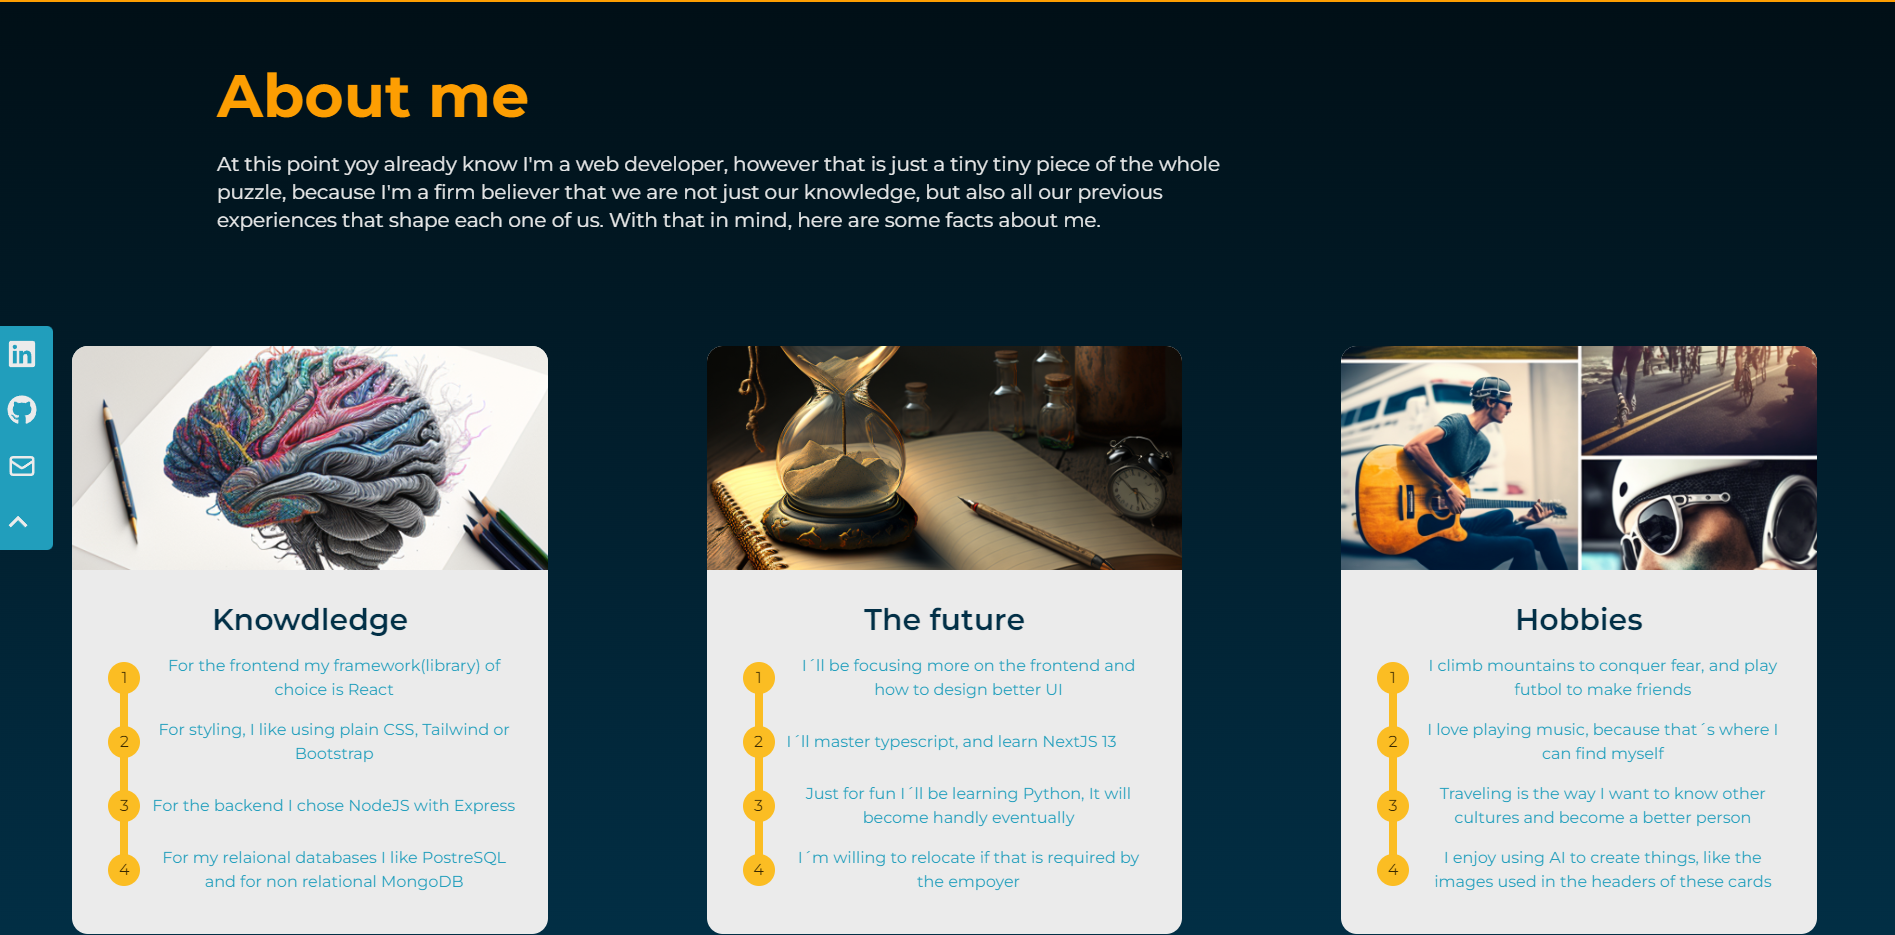 About me
At this point yoy already know I'm a web developer, however that is just a tiny tiny piece of the whole
puzzle, because I'm a firm believer that we are not just our knowledge, but also all our previous
experiences that shape each one of us. With that in mind, here are some facts about me.
in
Knowdledge
1
For the frontend my framework(library) of
choice is React
2
For styling, I like using plain CSS, Tailwind or
Bootstrap
3
For the backend I chose NodeJS with Express
4
For my relaional databases I like PostreSQL
and for non relational MongoDB
The future
1
I´ll be focusing more on the frontend and
how to design better UI
2
I´ll master typescript, and learn NextJS 13
3
Just for fun I´ll be learning Python, It will
become handly eventually
4
I´m willing to relocate if that is required by
the empoyer
Hobbies
1
I climb mountains to conquer fear, and play
futbol to make friends
2
I love playing music, because that´s where I
can find myself
3
Traveling is the way I want to know other
cultures and become a better person
4
I enjoy using AI to create things, like the
images used in the headers of these cards